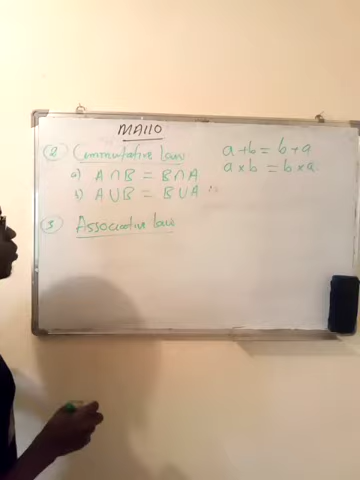 MA110
② Commutative law
a) A ∩ B = B ∩ A
b) A ∪ B = B ∪ A
a + b = b + a
a × b = b × a
③ Associative law